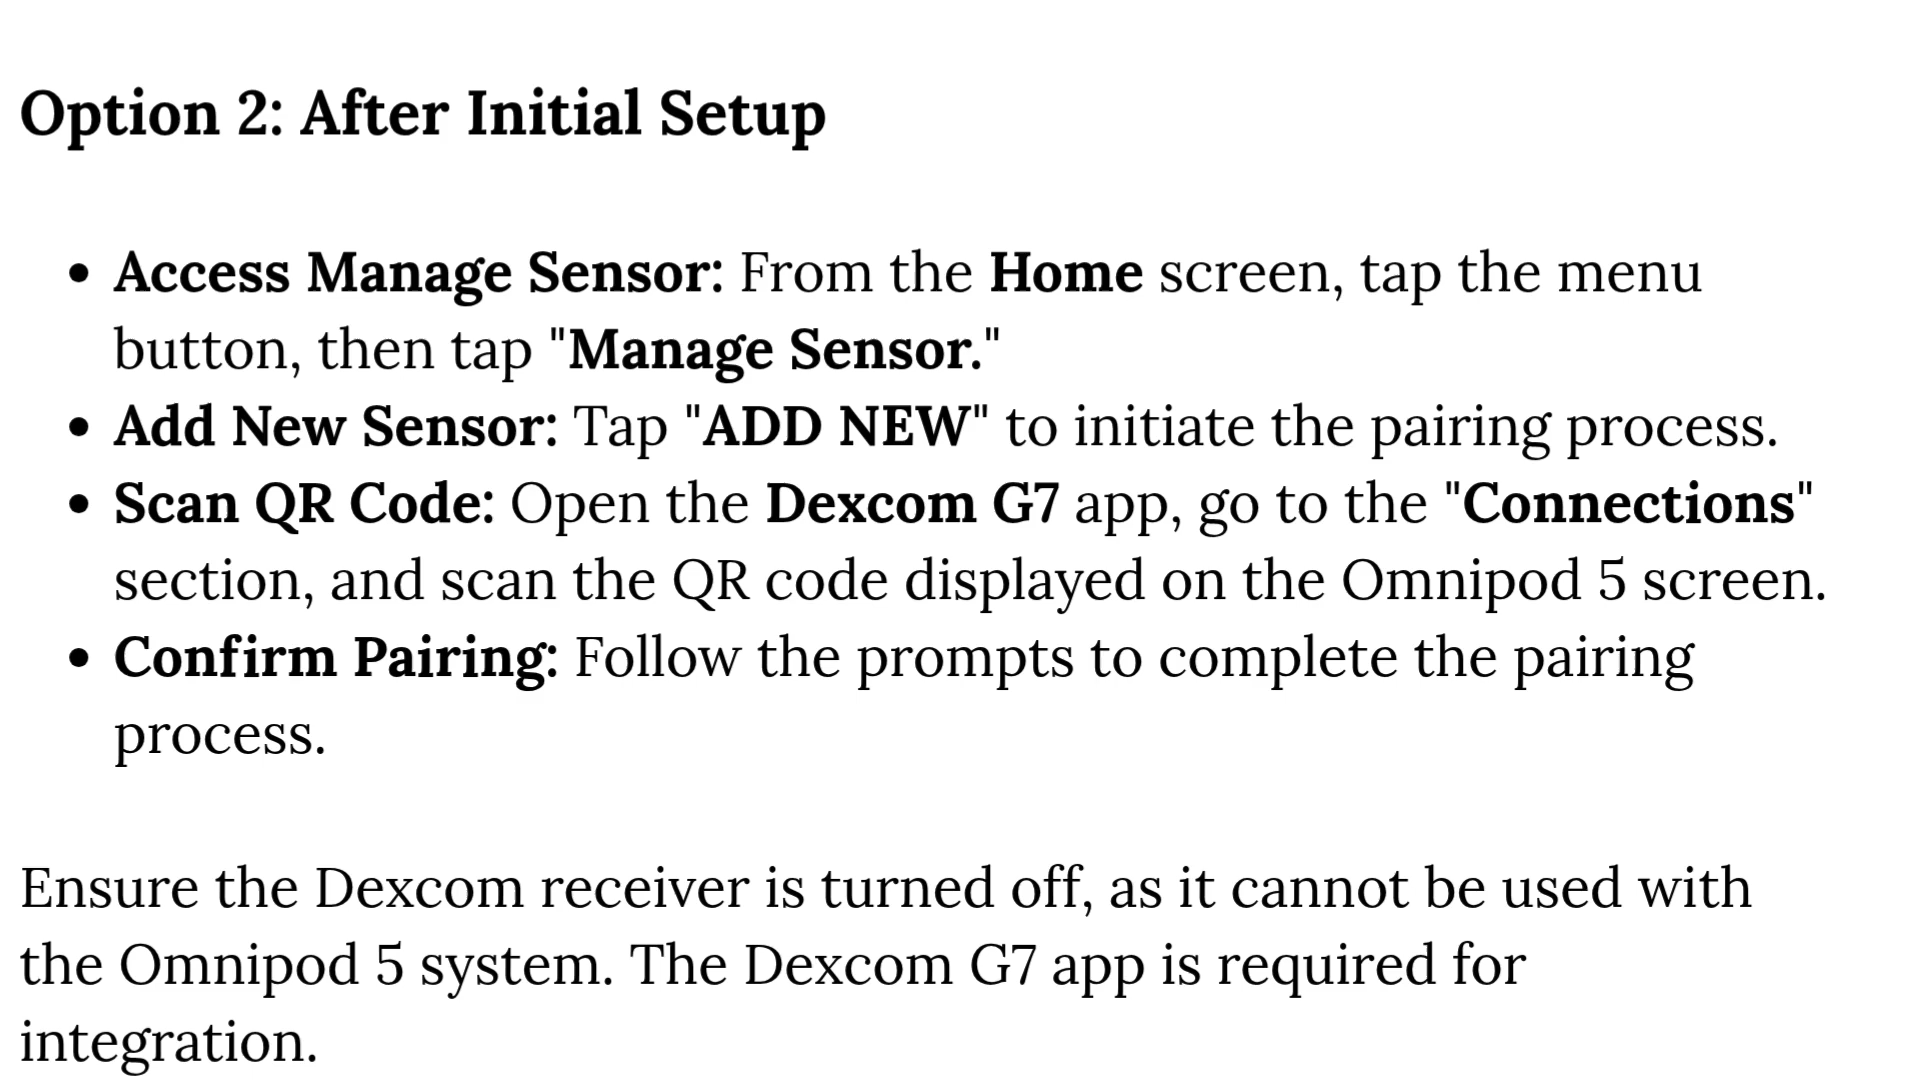 Option 2: After Initial Setup
• Access Manage Sensor: From the Home screen, tap the menu
button, then tap "Manage Sensor."
• Add New Sensor: Tap "ADD NEW" to initiate the pairing process.
• Scan QR Code: Open the Dexcom G7 app, go to the "Connections"
section, and scan the QR code displayed on the Omnipod 5 screen.
• Confirm Pairing: Follow the prompts to complete the pairing
process.
Ensure the Dexcom receiver is turned off, as it cannot be used with
the Omnipod 5 system. The Dexcom G7 app is required for
integration.